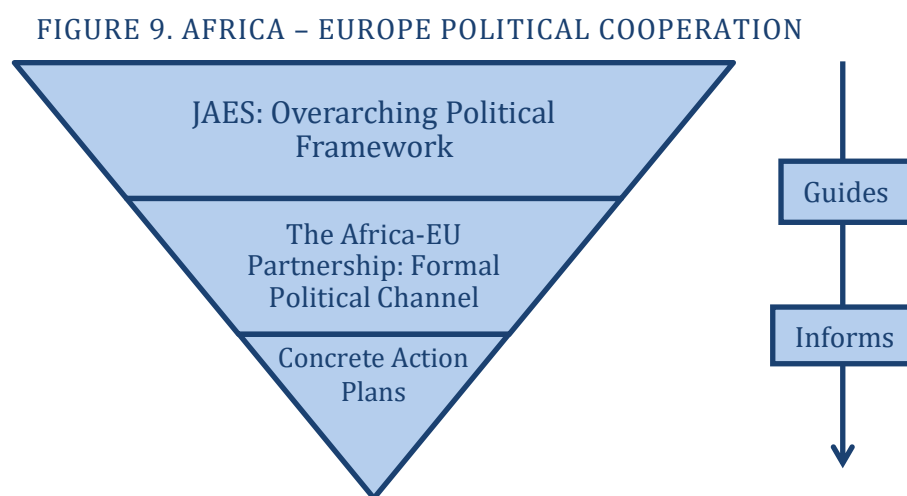 FIGURE 9. AFRICA – EUROPE POLITICAL COOPERATION
JAES: Overarching Political
Framework
Guides
The Africa-EU
Partnership: Formal
Political Channel
Informs
Concrete Action
Plans